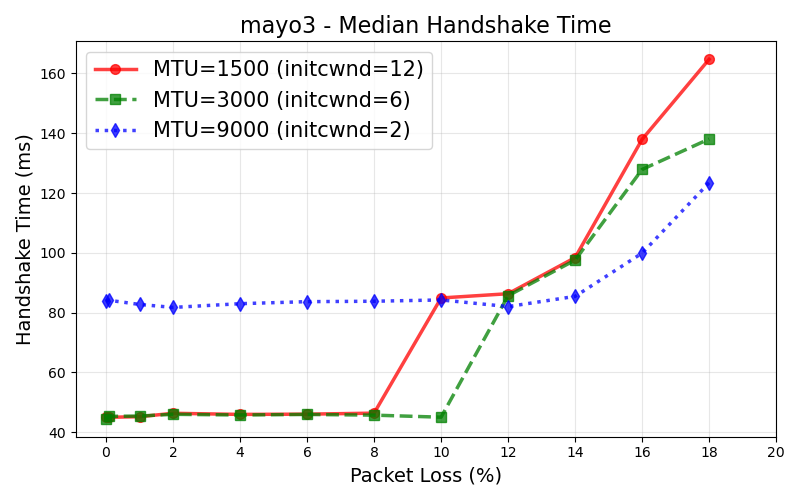 mayo3 - Median Handshake Time
MTU=1500 (initcwnd=12)
MTU=3000 (initcwnd=6)
MTU=9000 (initcwnd=2)
Handshake Time (ms)
160
140
120
100
80
60
40
0 2 4 6 8 10 12 14 16 18 20
Packet Loss (%)